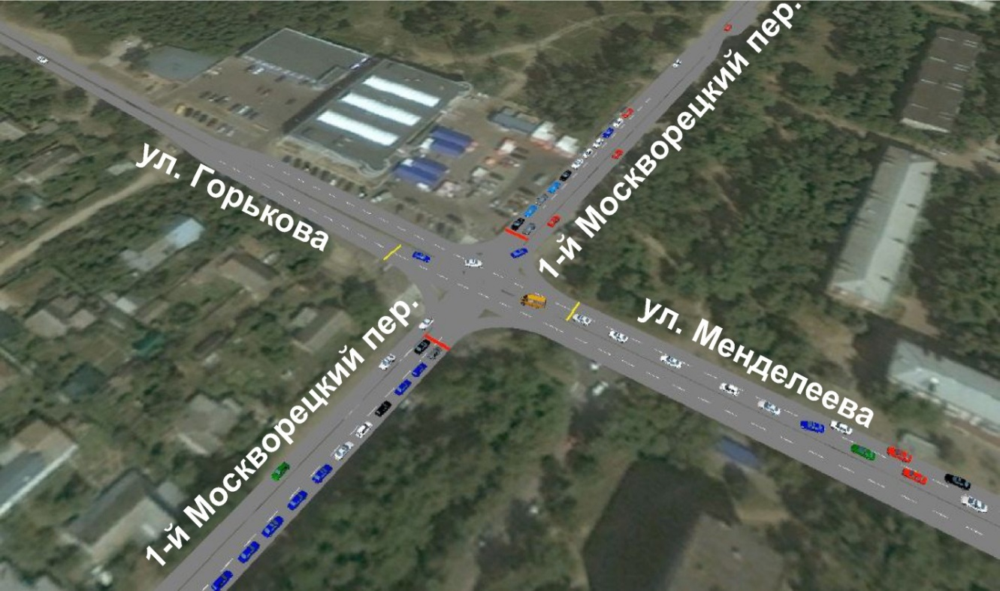 1-й Москворецкий пер.
ул. Горькова
1-й Москворецкий пер.
ул. Менделеева